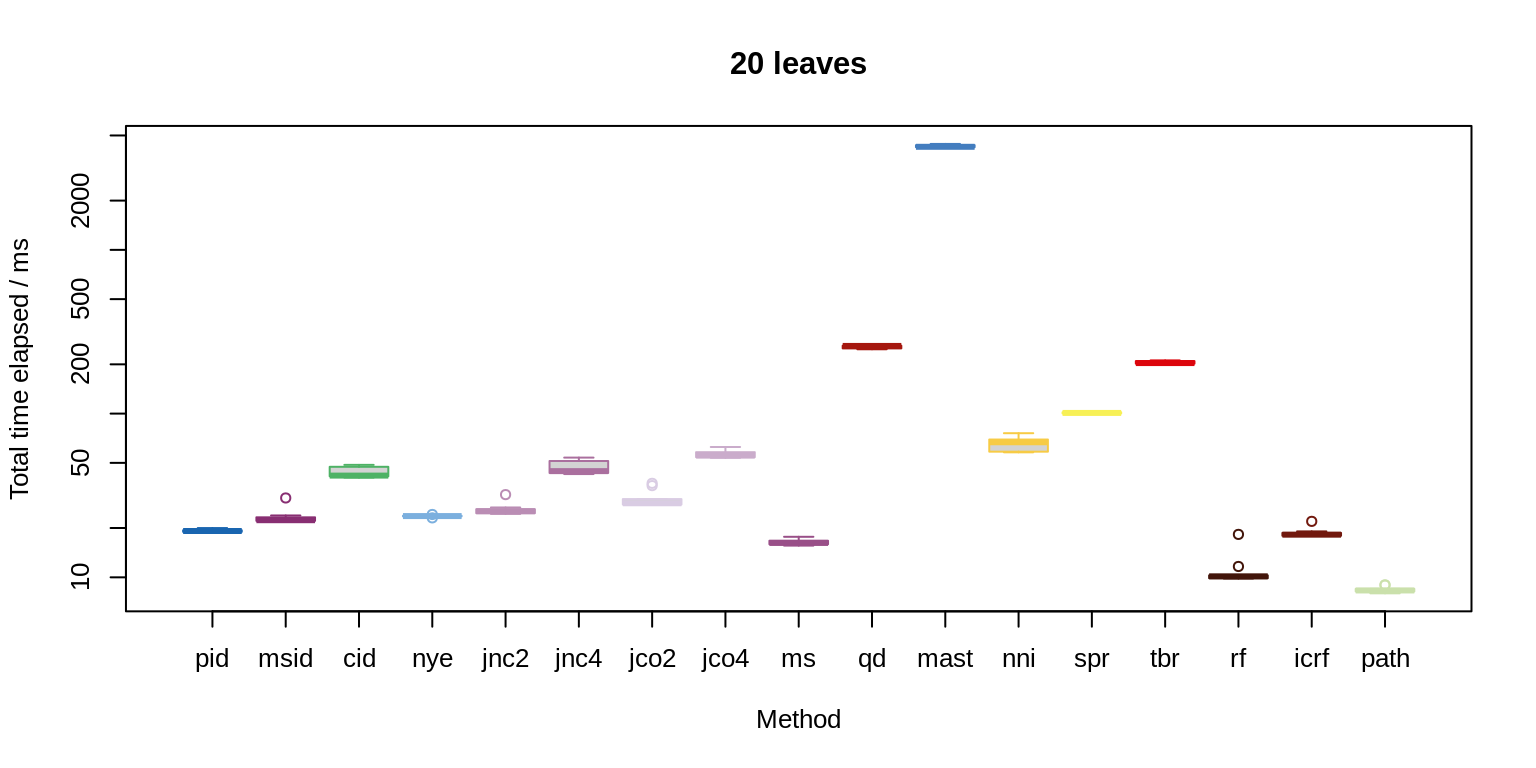 20 leaves
Total time elapsed / ms
2000
500
200
50
10
pid msid cid nye jnc2 jnc4 jco2 jco4 ms qd mast nni spr tbr rf icrf path
Method